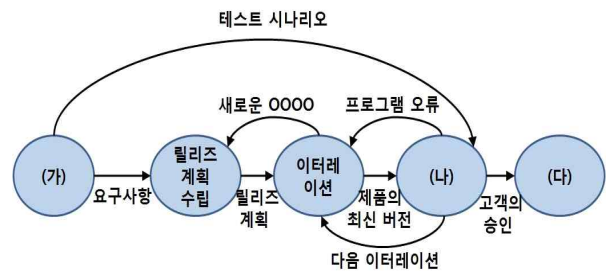 테스트 시나리오
새로운 OOOO
프로그램 오류
(가)
릴리즈
계획
수립
이터레
이션
(나)
(다)
요구사항
릴리즈
계획
제품의
최신 버전
고객의
승인
다음 이터레이션